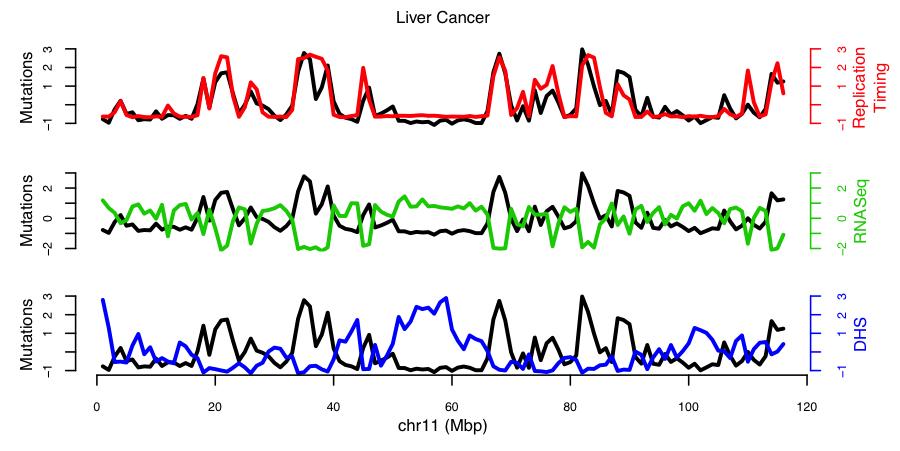 Liver Cancer
Mutations
−1 1 2 3
−1 1 2 3
Replication
Timing
Mutations
−2 0 2
−2 0 2
RNASeq
Mutations
−1 1 2 3
−1 1 2 3
DHS
0 20 40 60 80 100 120
chr11 (Mbp)